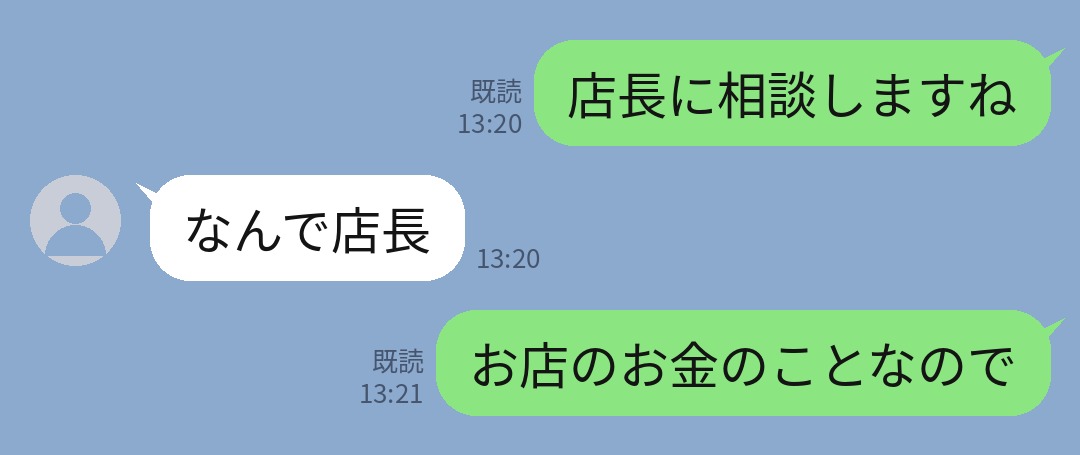 店長に相談しますね
既読
13:20
なんで店長
13:20
お店のお金のことなので
既読
13:21